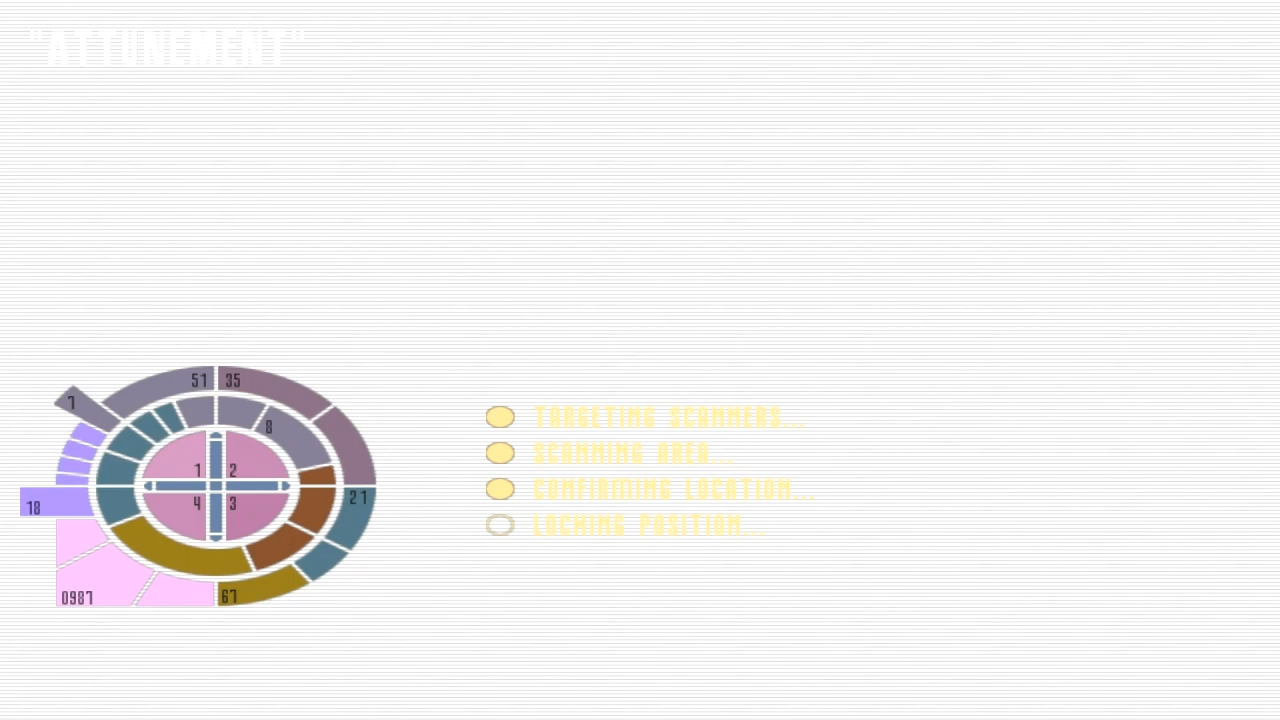 "ATTUNEMENT"
51 35
7
8
1 2
4 3
21
18
0987
67
TARGETING SCANNERS...
SCANNING AREA...
CONFIRMING LOCATION...
LOCKING POSITION...